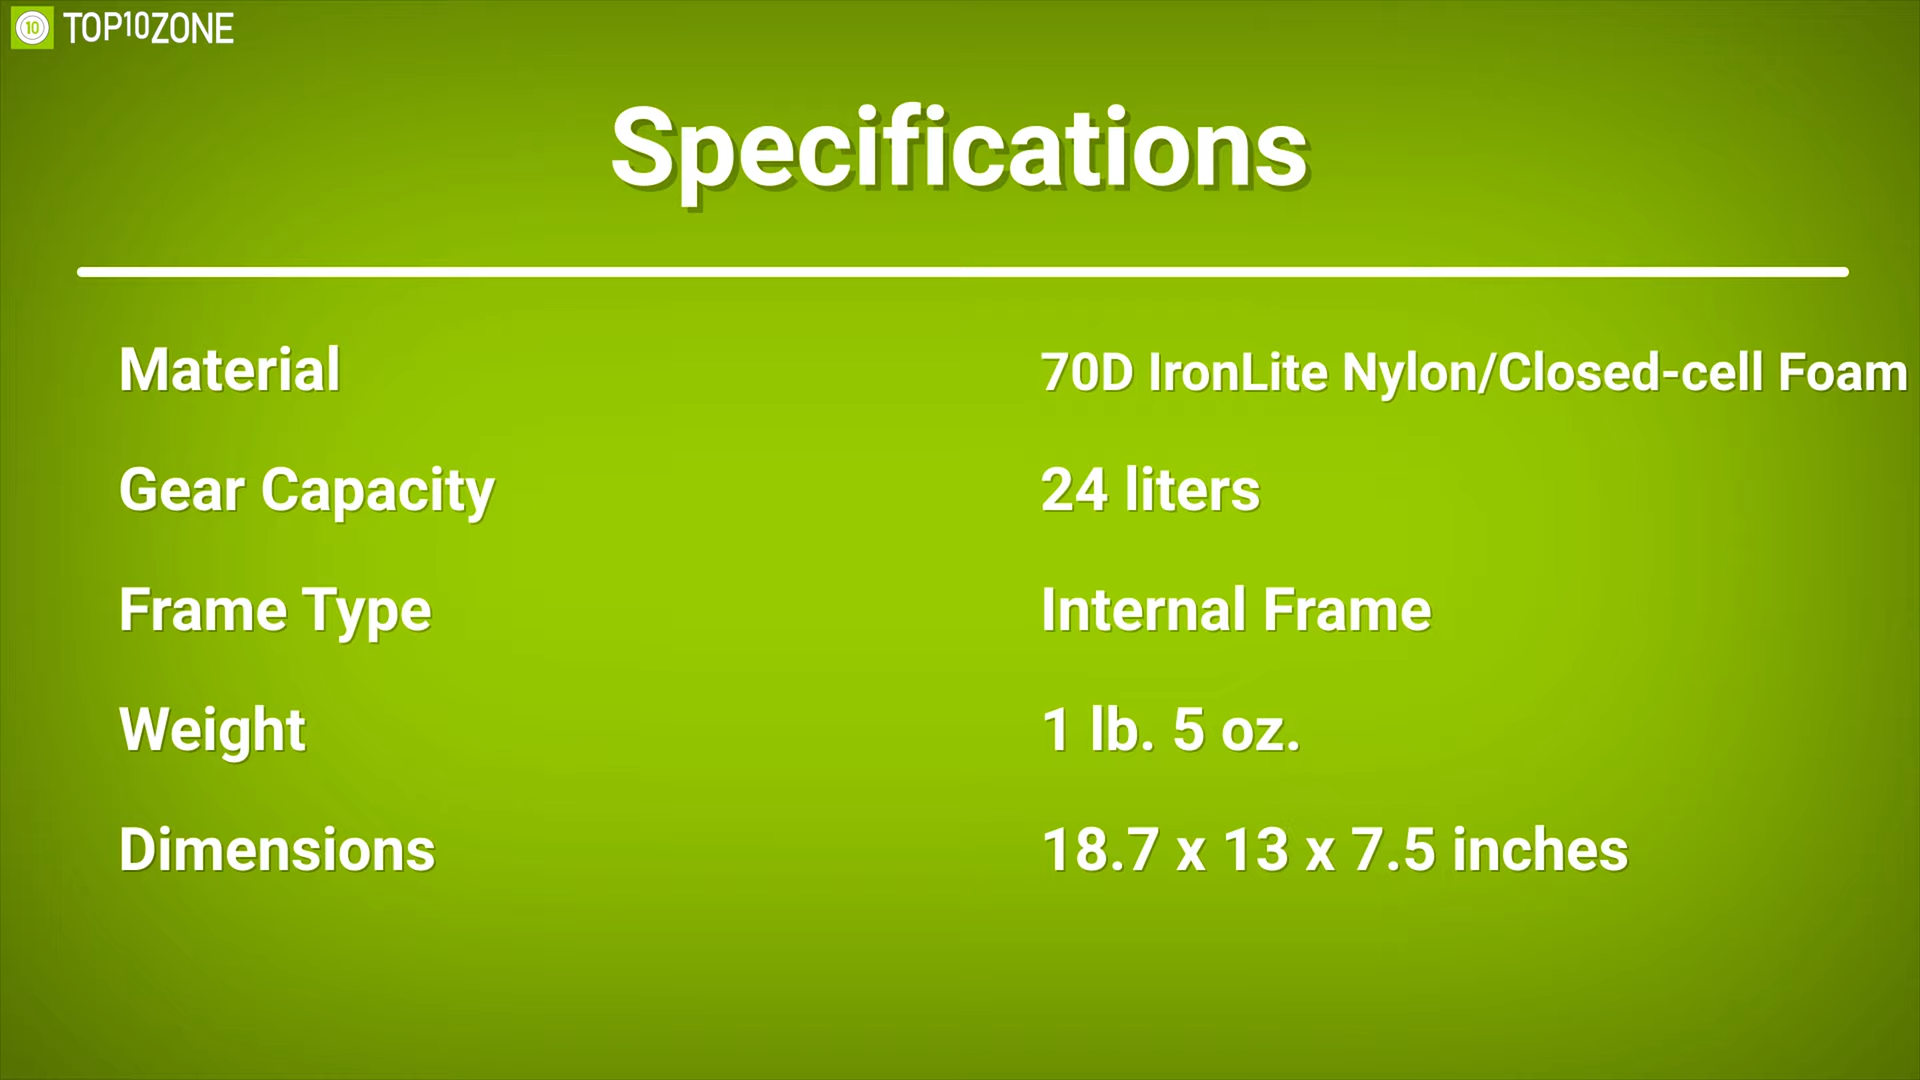 TOP10ZONE
Specifications
Material 70D IronLite Nylon/Closed-cell Foam
Gear Capacity 24 liters
Frame Type Internal Frame
Weight 1 lb. 5 oz.
Dimensions 18.7 x 13 x 7.5 inches